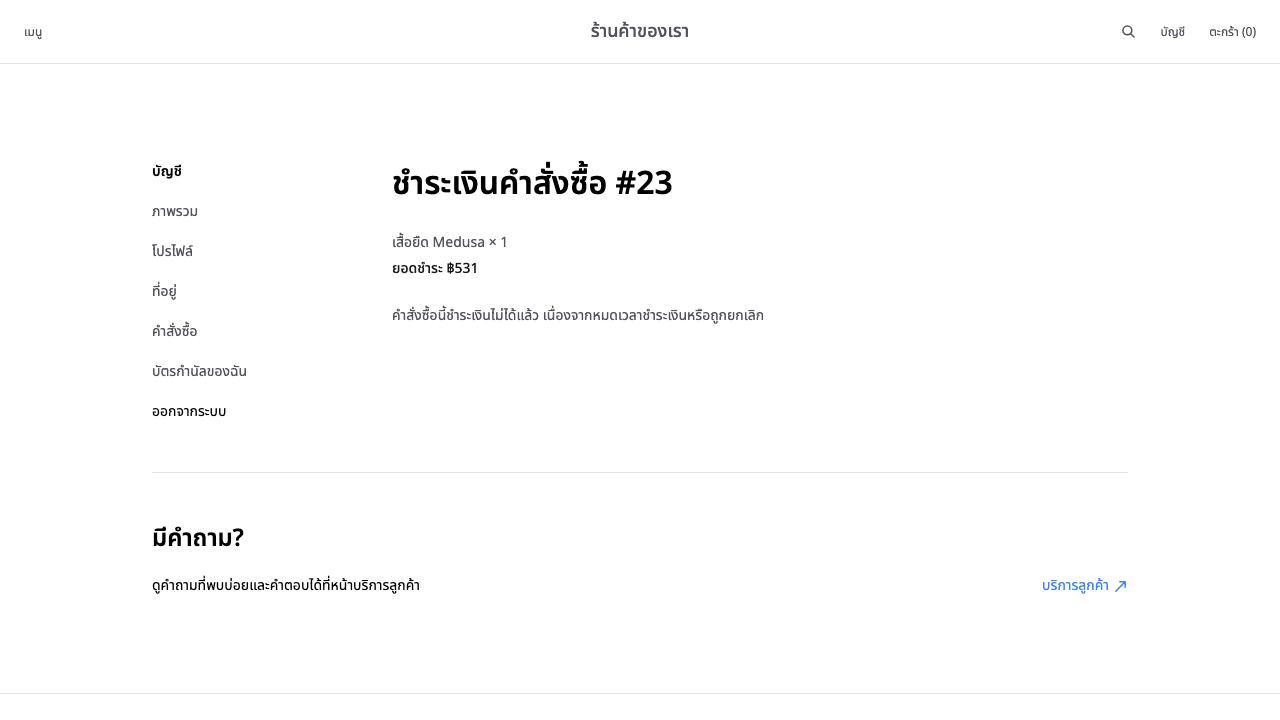 เมนู
ร้านค้าของเรา
บัญชี
ตะกร้า (0)
บัญชี
ภาพรวม
โปรไฟล์
ที่อยู่
คำสั่งซื้อ
บัตรกำนัลของฉัน
ออกจากระบบ
ชำระเงินคำสั่งซื้อ #23
เสื้อยืด Medusa × 1
ยอดชำระ ฿531
คำสั่งซื้อนี้ชำระเงินไม่ได้แล้ว เนื่องจากหมดเวลาชำระเงินหรือถูกยกเลิก
มีคำถาม?
ดูคำถามที่พบบ่อยและคำตอบได้ที่หน้าบริการลูกค้า
บริการลูกค้า